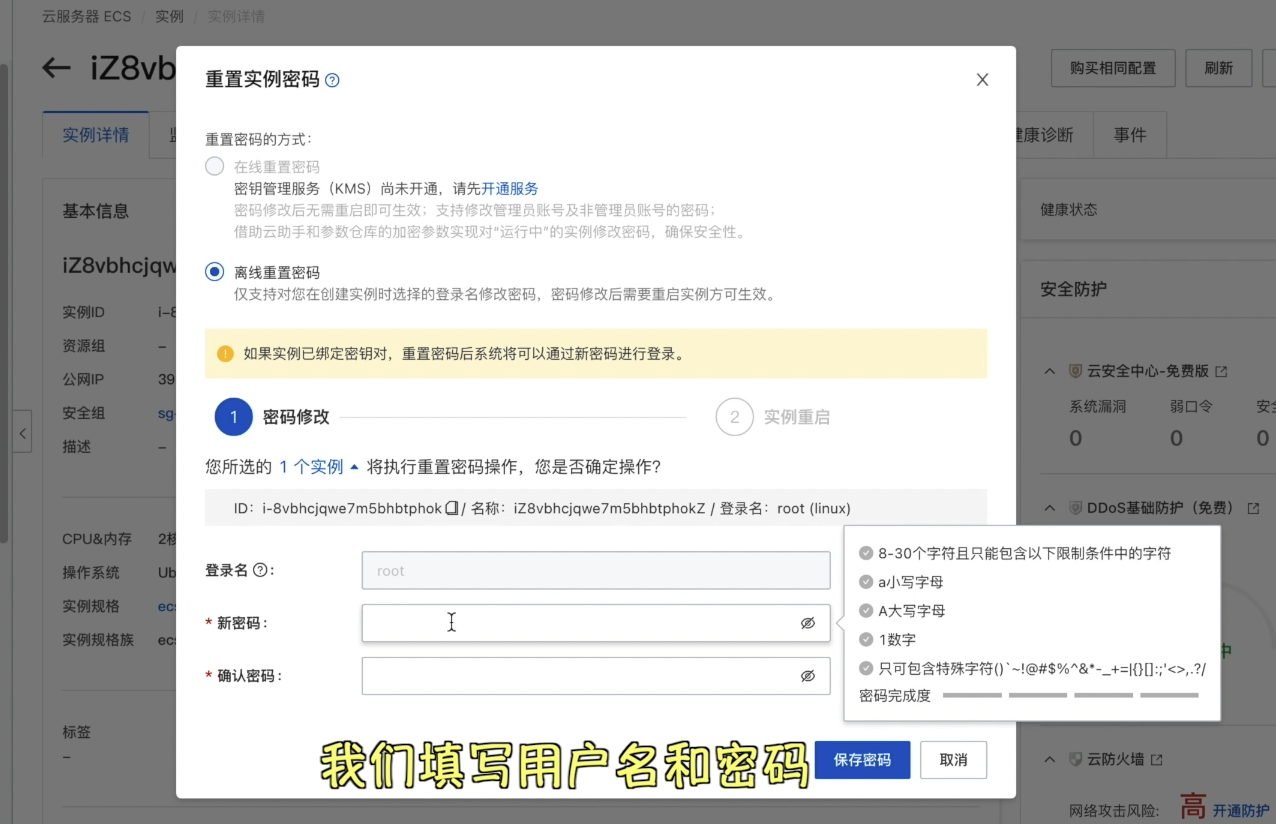 云服务器 ECS / 实例 / 实例详情
iZ8vb
购买相同配置 刷新
实例详情
健康诊断 事件
重置实例密码
重置密码的方式：
在线重置密码
密钥管理服务（KMS）尚未开通，请先开通服务
密码修改后无需重启即可生效；支持修改管理员账号及非管理员账号的密码；
借助云助手和参数仓库的加密参数实现对“运行中”的实例修改密码，确保安全性。
离线重置密码
仅支持对您在创建实例时选择的登录名修改密码，密码修改后需要重启实例方可生效。
如果实例已绑定密钥对，重置密码后系统将可以通过新密码进行登录。
1 密码修改
2 实例重启
您所选的 1 个实例 将执行重置密码操作，您是否确定操作?
ID：i-8vbhcjqwe7m5bhbtphok / 名称：iZ8vbhcjqwe7m5bhbtphokZ / 登录名：root (linux)
登录名：
root
* 新密码：
* 确认密码：
8-30个字符且只能包含以下限制条件中的字符
a小写字母
A大写字母
1数字
只可包含特殊字符()`~!@#$%^&*-_+=|{}[]:;'<>,.?/
密码完成度
保存密码 取消
我们填写用户名和密码
基本信息
iZ8vbhcjqw
实例ID i-8
资源组 –
公网IP 39
安全组 sg-
描述 –
CPU&内存 2核
操作系统 Ub
实例规格 ecs
实例规格族 ecs
标签
–
健康状态
安全防护
云安全中心-免费版
系统漏洞 弱口令 安全
0 0 0
DDoS基础防护（免费）
中
云防火墙
网络攻击风险: 高 开通防护